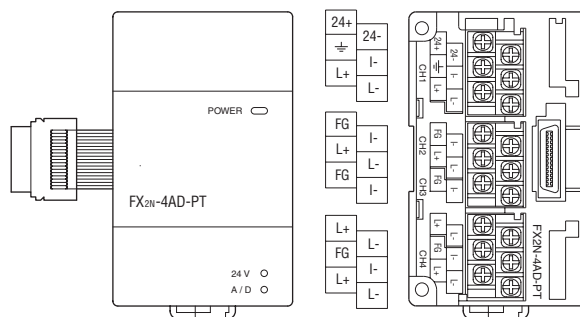 POWER
FX2N-4AD-PT
24 V
A / D
24+
24-
I-
L+
L-
FG
I-
L+
L-
FG
I-
L+
L-
FG
I-
L+
L-
24+
24-
I-
L+
L-
CH1
FG
I-
L+
L-
FG
I-
CH2
CH3
L+
L-
FG
I-
L+
L-
CH4
FX2N-4AD-PT